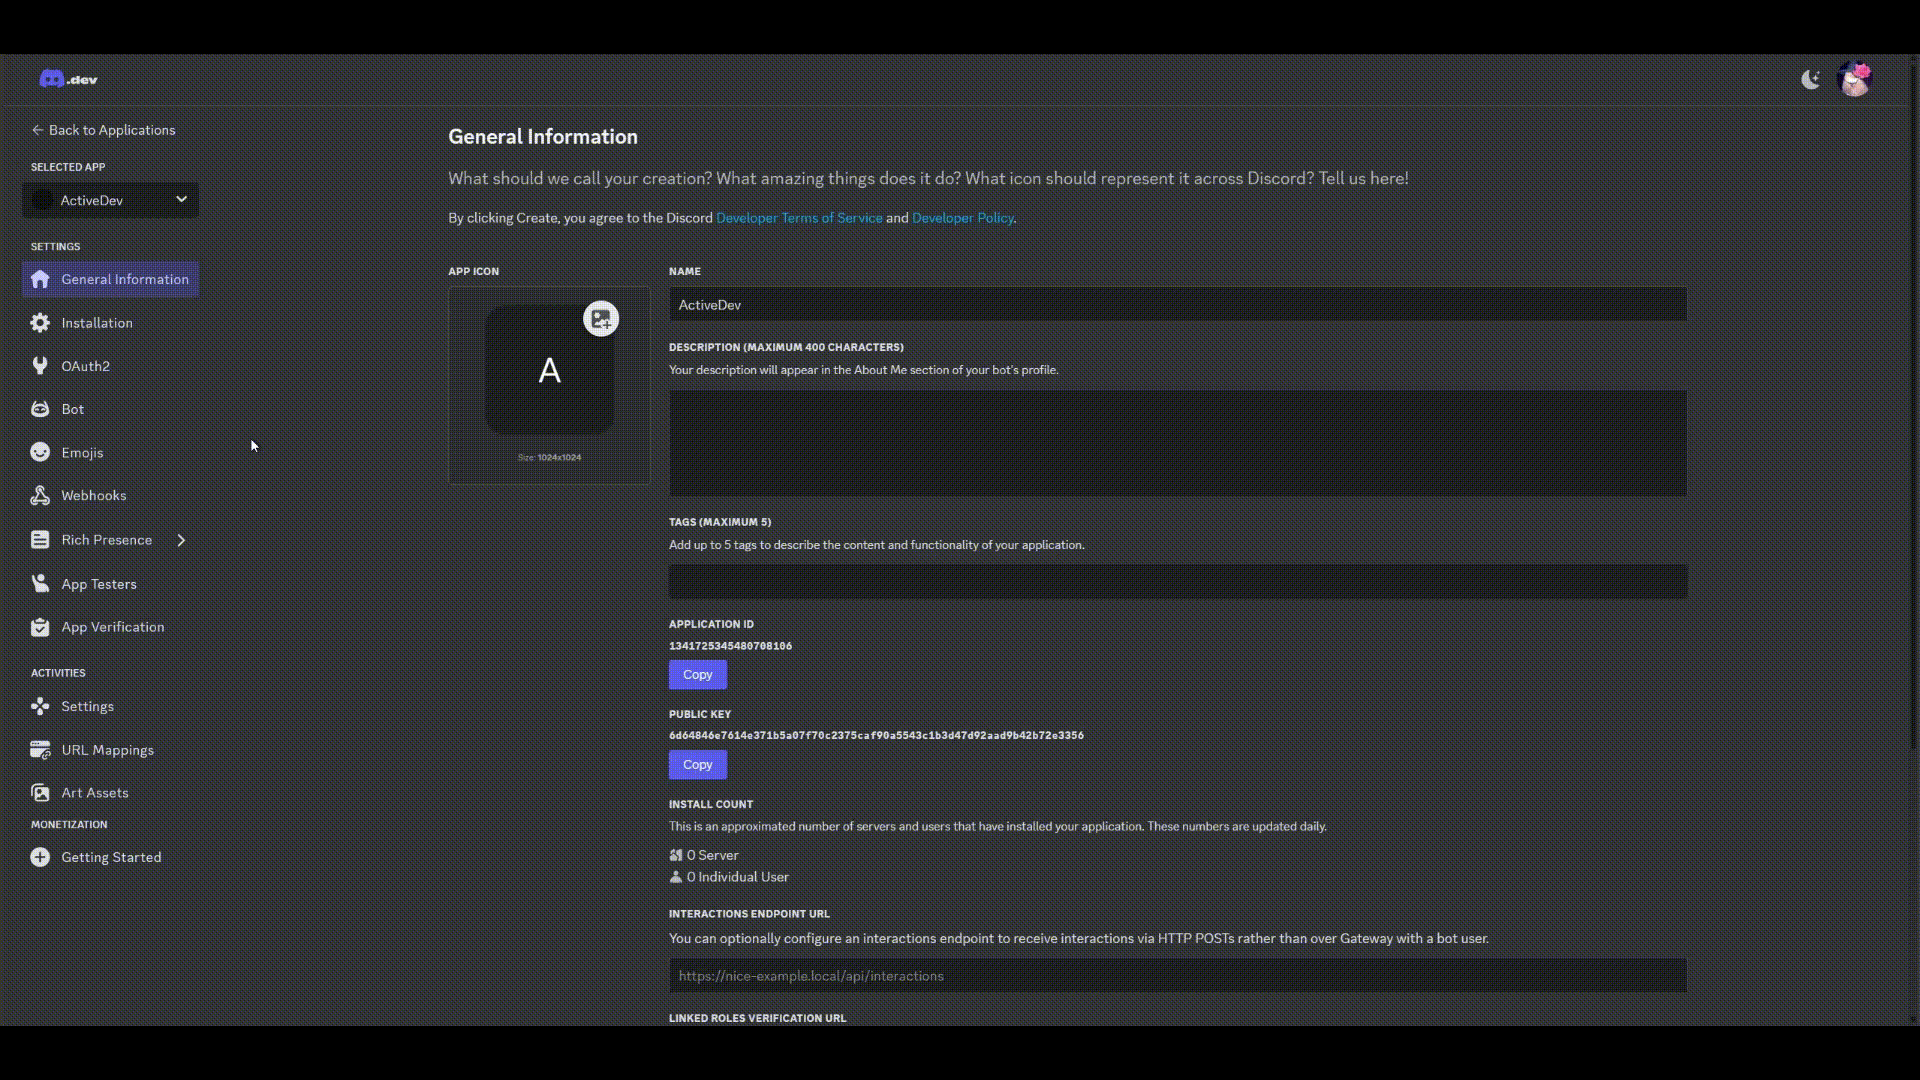 .dev
Back to Applications
SELECTED APP
ActiveDev
SETTINGS
General Information
Installation
OAuth2
Bot
Emojis
Webhooks
Rich Presence
App Testers
App Verification
ACTIVITIES
Settings
URL Mappings
Art Assets
MONETIZATION
Getting Started
General Information
What should we call your creation? What amazing things does it do? What icon should represent it across Discord? Tell us here!
By clicking Create, you agree to the Discord Developer Terms of Service and Developer Policy.
APP ICON
A
Size: 1024x1024
NAME
ActiveDev
DESCRIPTION (MAXIMUM 400 CHARACTERS)
Your description will appear in the About Me section of your bot's profile.
TAGS (MAXIMUM 5)
Add up to 5 tags to describe the content and functionality of your application.
APPLICATION ID
1341725345480708106
Copy
PUBLIC KEY
6d64846e7614e371b5a07f70c2375caf90a5543c1b3d47d92aad9b42b72e3356
Copy
INSTALL COUNT
This is an approximated number of servers and users that have installed your application. These numbers are updated daily.
0 Server
0 Individual User
INTERACTIONS ENDPOINT URL
You can optionally configure an interactions endpoint to receive interactions via HTTP POSTs rather than over Gateway with a bot user.
https://nice-example.local/api/interactions
LINKED ROLES VERIFICATION URL